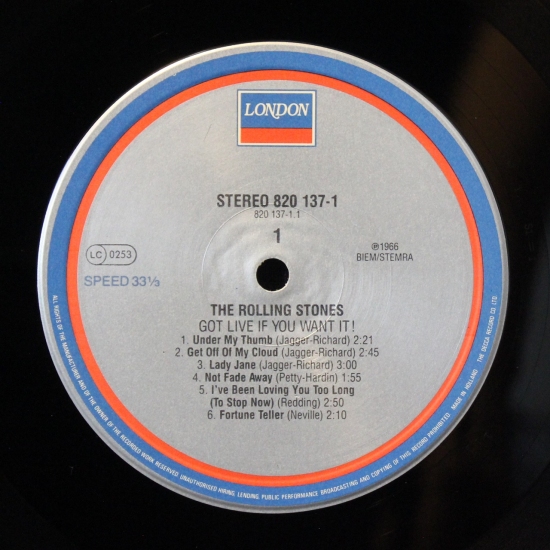 LONDON
STEREO 820 137-1
820 137-1.1
1
LC 0253
℗1966
BIEM/STEMRA
SPEED 33⅓
THE ROLLING STONES
GOT LIVE IF YOU WANT IT!
1. Under My Thumb (Jagger-Richard) 2:21
2. Get Off Of My Cloud (Jagger-Richard) 2:45
3. Lady Jane (Jagger-Richard) 3:00
4. Not Fade Away (Petty-Hardin) 1:55
5. I've Been Loving You Too Long
(To Stop Now) (Redding) 2:50
6. Fortune Teller (Neville) 2:10
ALL RIGHTS OF THE MANUFACTURER AND OF THE OWNER OF THE RECORDED WORK RESERVED UNAUTHORISED HIRING LENDING PUBLIC PERFORMANCE BROADCASTING AND COPYING OF THIS RECORD PROHIBITED MADE IN HOLLAND THE DECCA RECORD CO LTD.